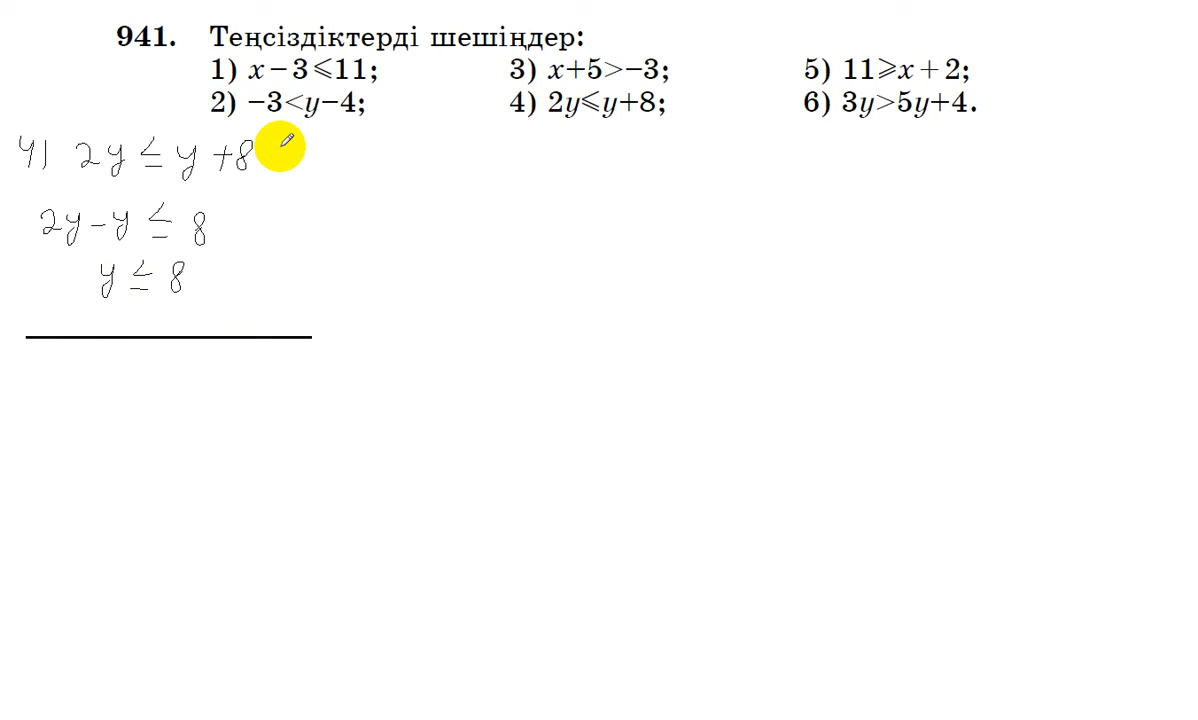 941. Теңсіздіктерді шешіңдер:
1) x−3⩽11; 3) x+5>−3; 5) 11⩾x+2;
2) −3<y−4; 4) 2y⩽y+8; 6) 3y>5y+4.
4) 2y ≤ y +8
2y − y ≤ 8
y ≤ 8